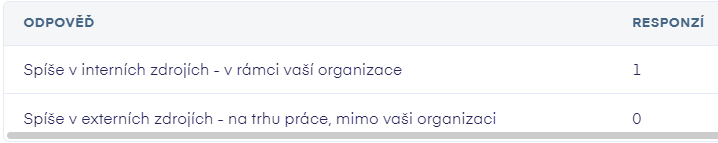 ODPOVĚĎ RESPONZÍ
Spíše v interních zdrojích - v rámci vaší organizace 1
Spíše v externích zdrojích - na trhu práce, mimo vaši organizaci 0